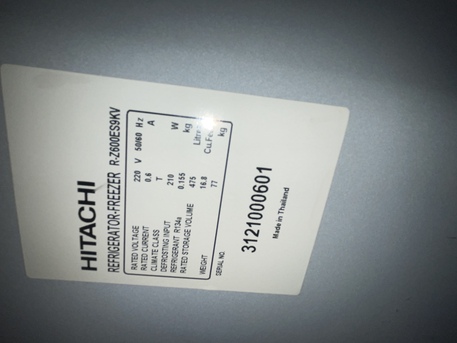 HITACHI
REFRIGERATOR-FREEZER R-Z600ES9KV
RATED VOLTAGE 220 V 50/60 Hz
RATED CURRENT 0.6 A
CLIMATE CLASS T
DEFROSTING INPUT 210 W
REFRIGERANT R134a 0.155 kg
RATED STORAGE VOLUME 475 Litre
16.8 Cu.Feet
WEIGHT 77 kg
SERIAL NO 3121000601
Made in Thailand